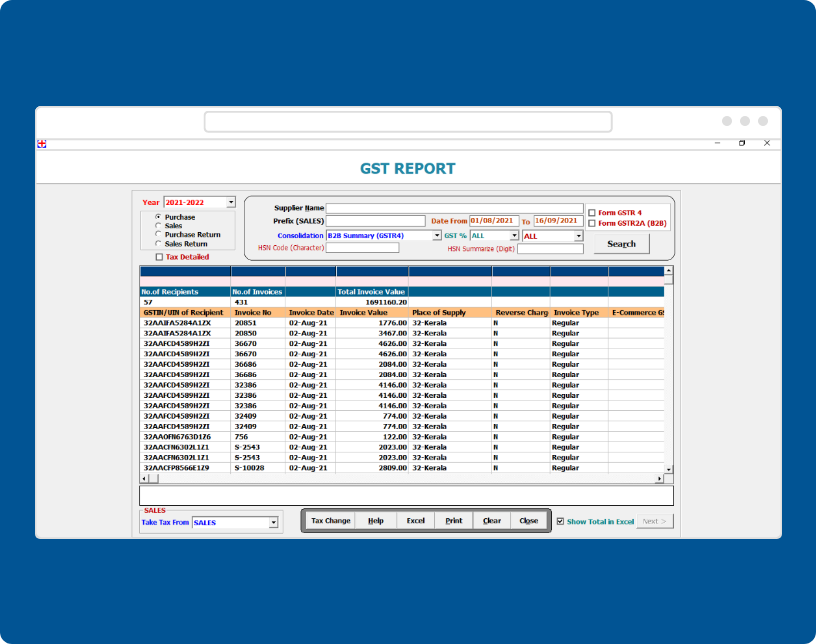 GST REPORT
Year 2021-2022
Purchase
Sales
Purchase Return
Sales Return
Tax Detailed
Supplier Name
Prefix (SALES) Date From 01/08/2021 To 16/09/2021
Consolidation B2B Summary (GSTR4) GST % ALL ALL
HSN Code (Character) HSN Summarize (Digit)
Form GSTR 4
Form GSTR2A (B2B)
Search
No.of Recipients No.of Invoices Total Invoice Value
57 431 1691160.20
GSTIN/UIN of Recipient Invoice No Invoice Date Invoice Value Place of Supply Reverse Charg Invoice Type E-Commerce GS
32AAIFA5284A1ZX 20851 02-Aug-21 1776.00 32-Kerala N Regular
32AAIFA5284A1ZX 20850 02-Aug-21 3467.00 32-Kerala N Regular
32AAFCD4589H2ZI 36670 02-Aug-21 4626.00 32-Kerala N Regular
32AAFCD4589H2ZI 36670 02-Aug-21 4626.00 32-Kerala N Regular
32AAFCD4589H2ZI 36686 02-Aug-21 2084.00 32-Kerala N Regular
32AAFCD4589H2ZI 36686 02-Aug-21 2084.00 32-Kerala N Regular
32AAFCD4589H2ZI 32386 02-Aug-21 4146.00 32-Kerala N Regular
32AAFCD4589H2ZI 32386 02-Aug-21 4146.00 32-Kerala N Regular
32AAFCD4589H2ZI 32386 02-Aug-21 4146.00 32-Kerala N Regular
32AAFCD4589H2ZI 32409 02-Aug-21 774.00 32-Kerala N Regular
32AAFCD4589H2ZI 32409 02-Aug-21 774.00 32-Kerala N Regular
32AAOFN6763D1Z6 756 02-Aug-21 122.00 32-Kerala N Regular
32AACFN6302L1Z1 S-2543 02-Aug-21 2023.00 32-Kerala N Regular
32AACFN6302L1Z1 S-2543 02-Aug-21 2023.00 32-Kerala N Regular
32AACFP8566E1Z9 S-10028 02-Aug-21 2809.00 32-Kerala N Regular
SALES
Take Tax From SALES
Tax Change Help Excel Print Clear Close
Show Total in Excel Next >